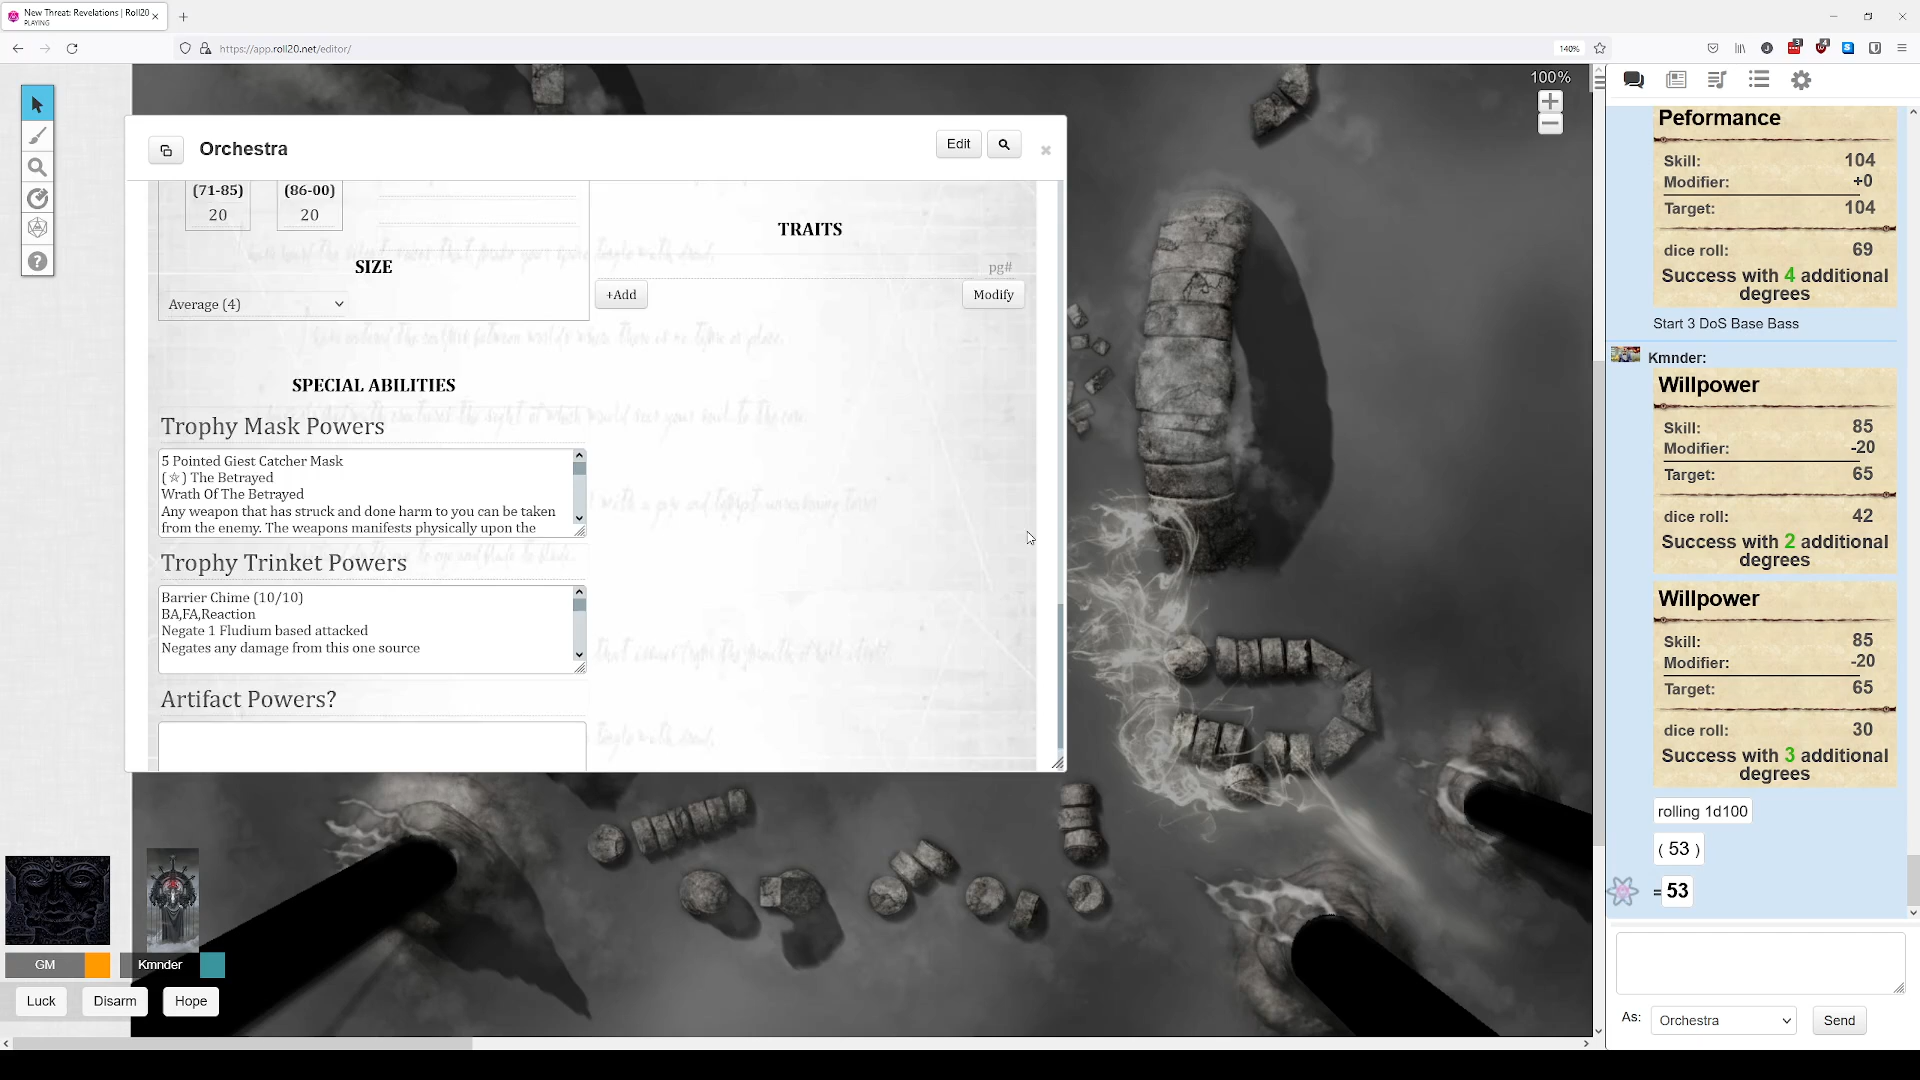 New Threat: Revelations | Roll20
PLAYING
https://app.roll20.net/editor/
140%
100%
Orchestra
Edit
(71-85)
(86-00)
20
20
SIZE
Average (4)
TRAITS
pg#
+Add
Modify
SPECIAL ABILITIES
Trophy Mask Powers
5 Pointed Giest Catcher Mask
(☆) The Betrayed
Wrath Of The Betrayed
Any weapon that has struck and done harm to you can be taken
from the enemy. The weapons manifests physically upon the
Trophy Trinket Powers
Barrier Chime (10/10)
BA,FA,Reaction
Negate 1 Fludium based attacked
Negates any damage from this one source
Artifact Powers?
GM
Kmnder
Luck
Disarm
Hope
Peformance
Skill: 104
Modifier: +0
Target: 104
dice roll: 69
Success with 4 additional
degrees
Start 3 DoS Base Bass
Kmnder:
Willpower
Skill: 85
Modifier: -20
Target: 65
dice roll: 42
Success with 2 additional
degrees
Willpower
Skill: 85
Modifier: -20
Target: 65
dice roll: 30
Success with 3 additional
degrees
rolling 1d100
( 53 )
=53
As: Orchestra
Send